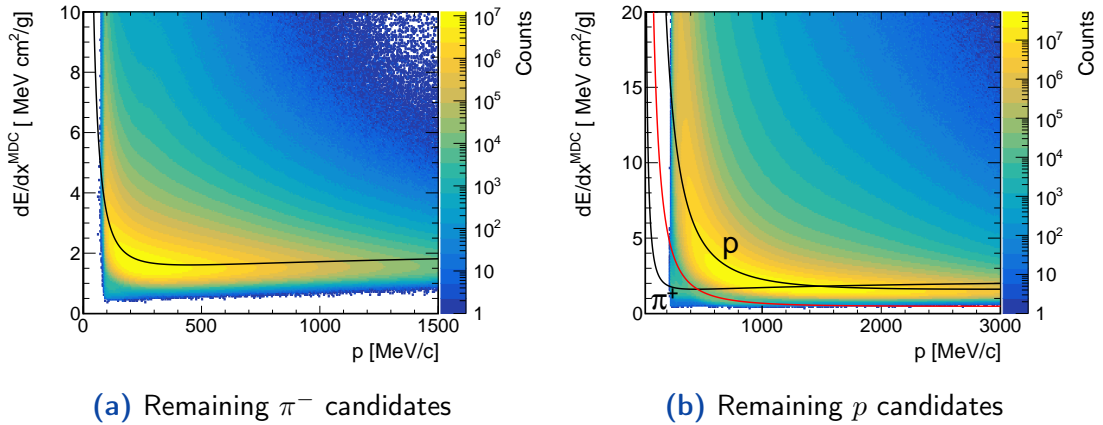 dE/dx^MDC [ MeV cm²/g]
10
8
6
4
2
0
0 500 1000 1500
p [MeV/c]
Counts
10⁷
10⁶
10⁵
10⁴
10³
10²
10
1
(a) Remaining π⁻ candidates
dE/dx^MDC [ MeV cm²/g]
20
15
10
5
0
1000 2000 3000
p [MeV/c]
p
π⁺
Counts
10⁷
10⁶
10⁵
10⁴
10³
10²
10
1
(b) Remaining p candidates